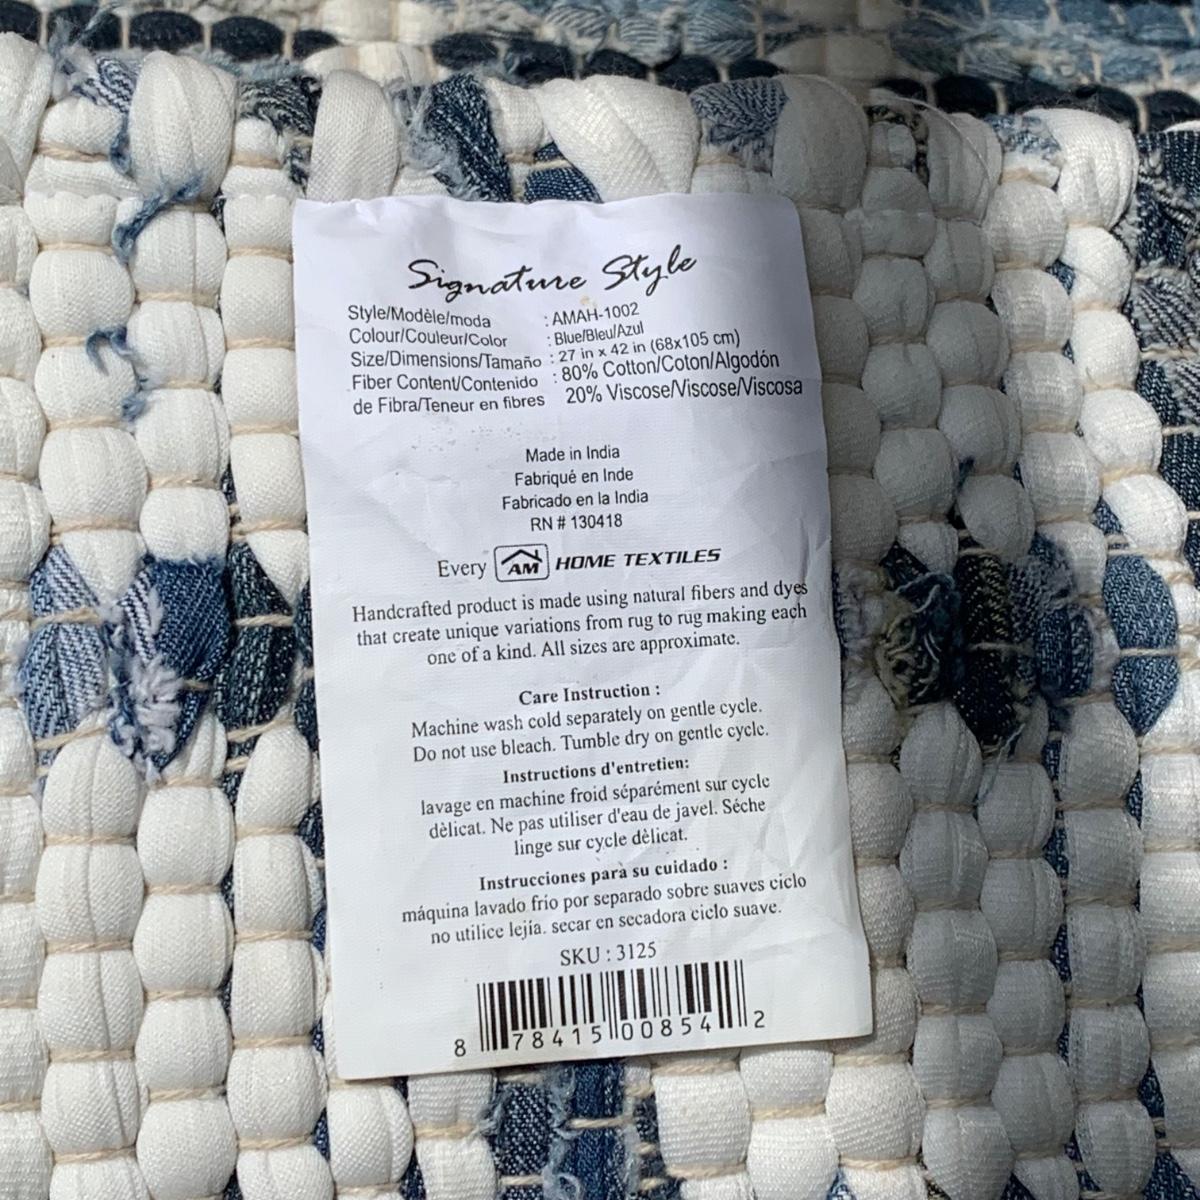 Signature Style
Style/Modèle/moda : AMAH-1002
Colour/Couleur/Color : Blue/Bleu/Azul
Size/Dimensions/Tamaño : 27 in x 42 in (68x105 cm)
Fiber Content/Contenido : 80% Cotton/Coton/Algodón
de Fibra/Teneur en fibres 20% Viscose/Viscose/Viscosa
Made in India
Fabriqué en Inde
Fabricado en la India
RN # 130418
Every AM HOME TEXTILES
Handcrafted product is made using natural fibers and dyes
that create unique variations from rug to rug making each
one of a kind. All sizes are approximate.
Care Instruction :
Machine wash cold separately on gentle cycle.
Do not use bleach. Tumble dry on gentle cycle.
Instructions d'entretien:
lavage en machine froid séparément sur cycle
dèlicat. Ne pas utiliser d'eau de javel. Séche
linge sur cycle dèlicat.
Instrucciones para su cuidado :
máquina lavado frio por separado sobre suaves ciclo
no utilice lejía. secar en secadora ciclo suave.
SKU : 3125
8 78415 00854 2